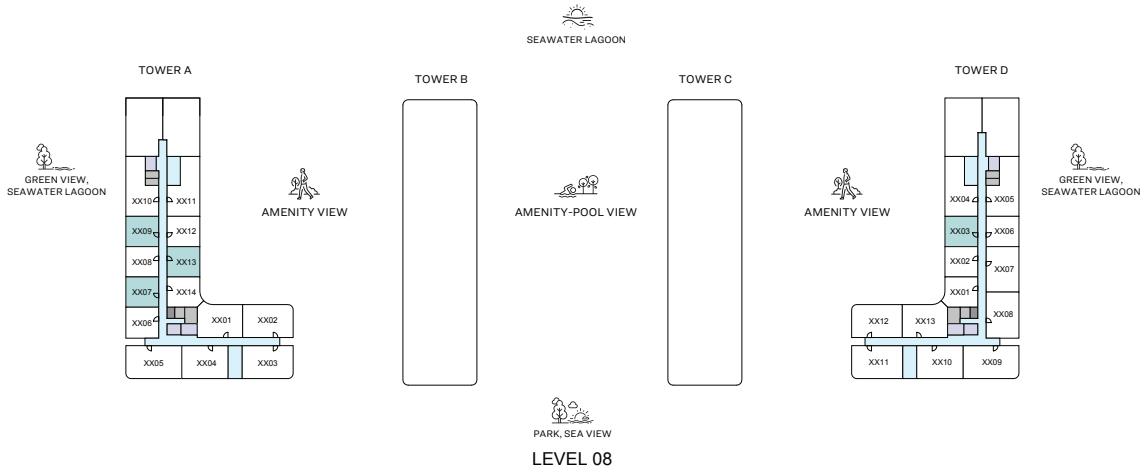 SEAWATER LAGOON
TOWER A
TOWER B
TOWER C
TOWER D
GREEN VIEW,
SEAWATER LAGOON
AMENITY VIEW
AMENITY-POOL VIEW
AMENITY VIEW
GREEN VIEW,
SEAWATER LAGOON
XX10 XX11
XX09 XX12
XX08 XX13
XX07 XX14
XX06 XX01 XX02
XX05 XX04 XX03
XX04 XX05
XX03 XX06
XX02 XX07
XX01 XX08
XX12 XX13
XX11 XX10 XX09
PARK, SEA VIEW
LEVEL 08